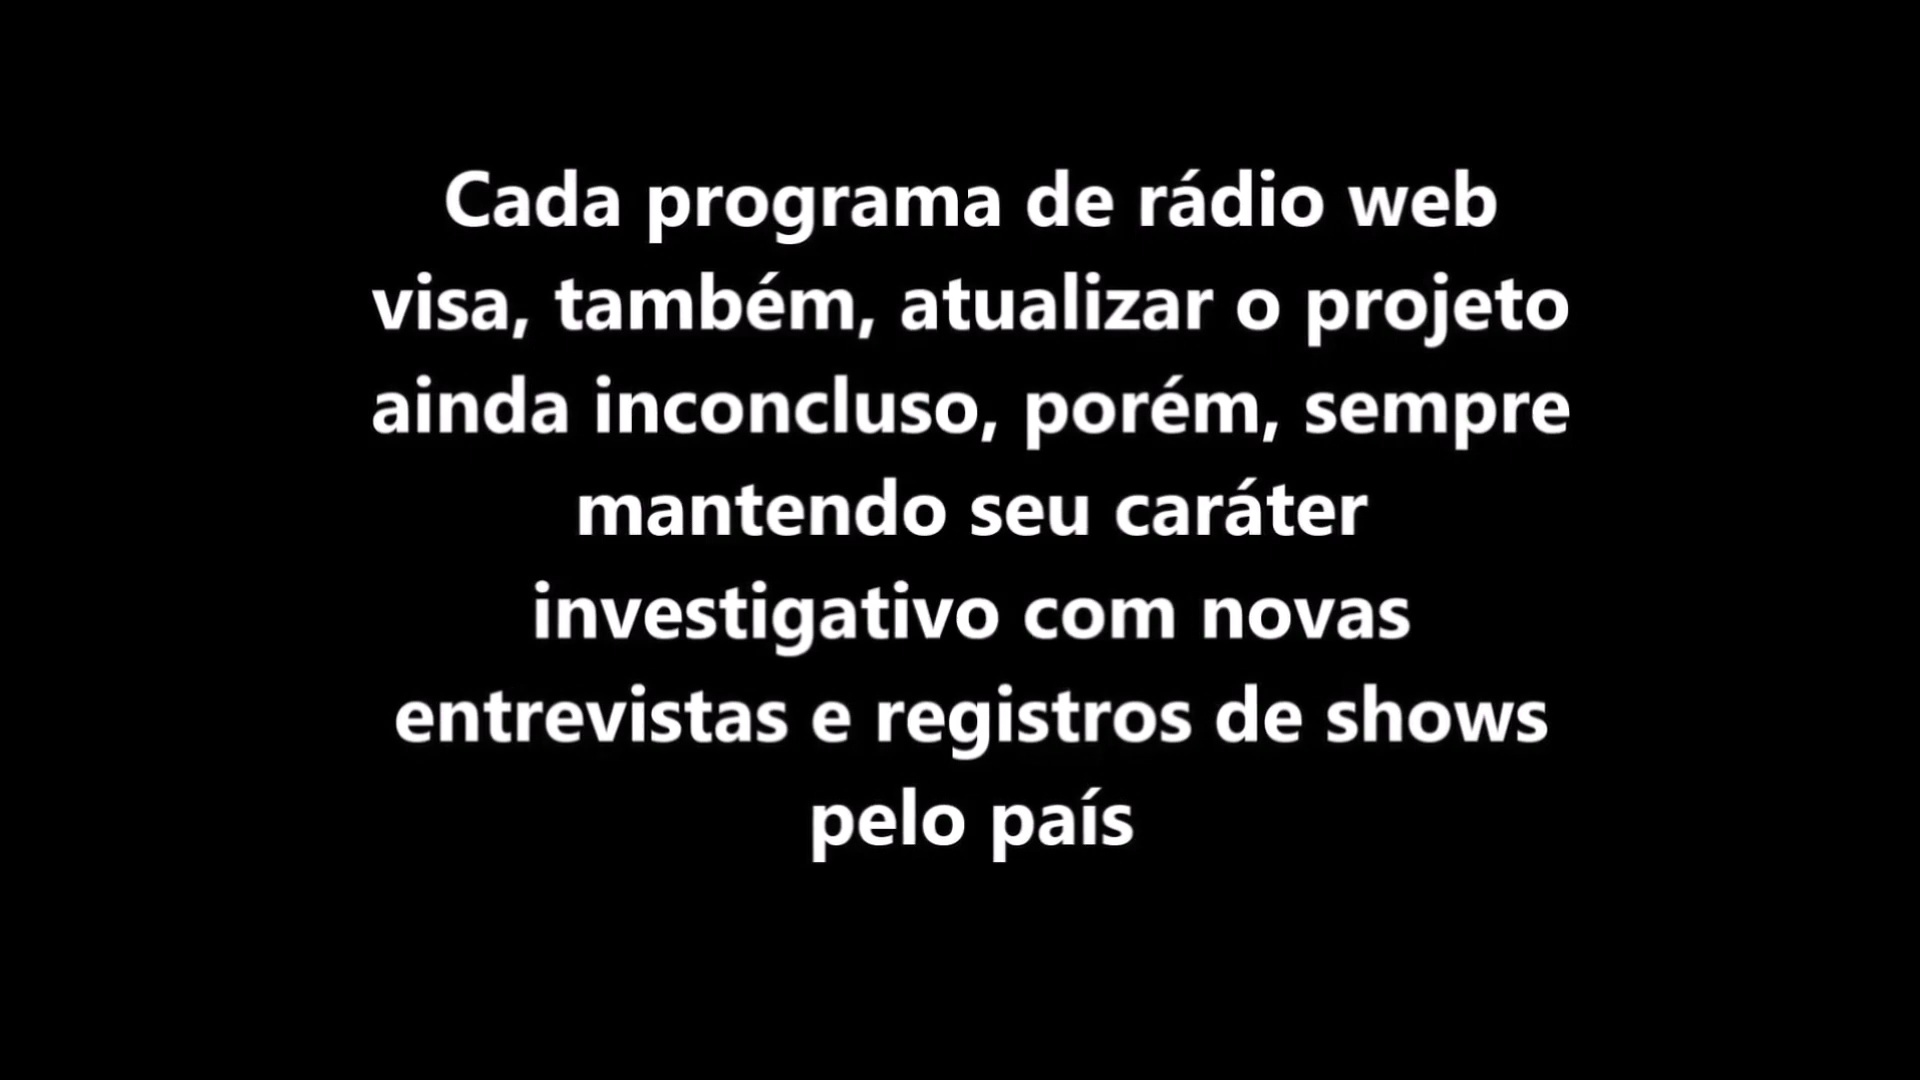 Cada programa de rádio web
visa, também, atualizar o projeto
ainda inconcluso, porém, sempre
mantendo seu caráter
investigativo com novas
entrevistas e registros de shows
pelo país